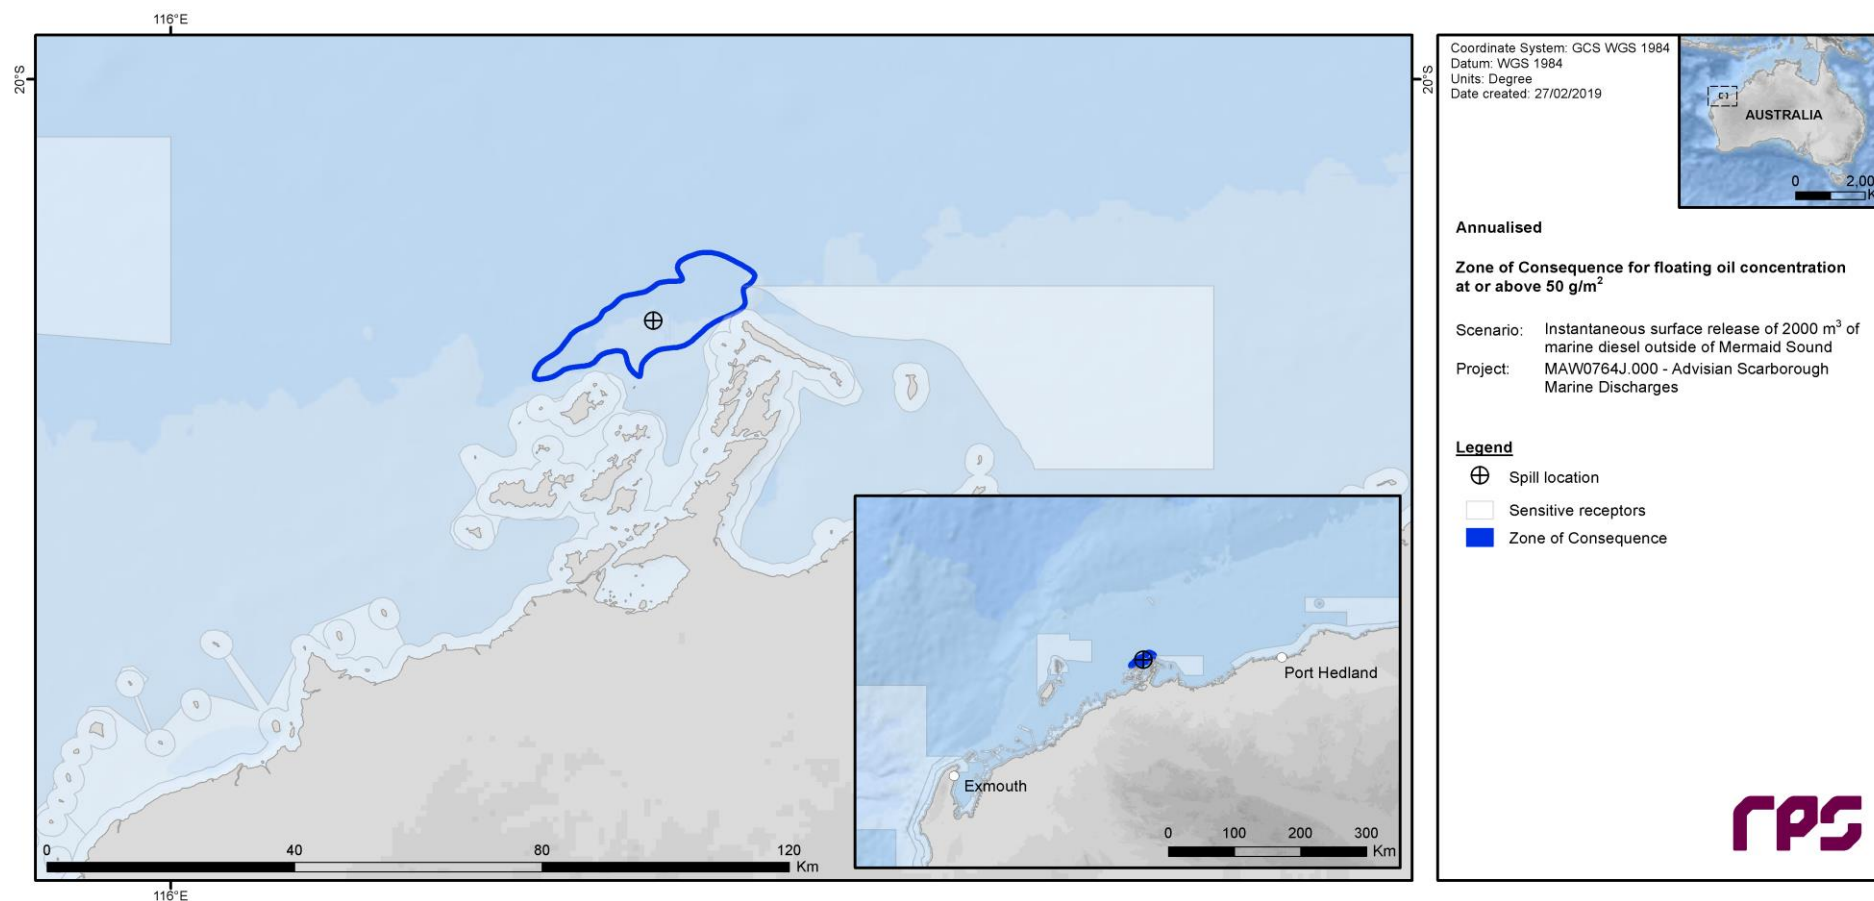 116°E
20°S
20°S
Coordinate System: GCS WGS 1984
Datum: WGS 1984
Units: Degree
Date created: 27/02/2019
AUSTRALIA
0 2,00
K
Annualised
Zone of Consequence for floating oil concentration
at or above 50 g/m²
Scenario: Instantaneous surface release of 2000 m³ of
marine diesel outside of Mermaid Sound
Project: MAW0764J.000 - Advisian Scarborough
Marine Discharges
Legend
Spill location
Sensitive receptors
Zone of Consequence
Port Hedland
Exmouth
0 100 200 300
Km
0 40 80 120
Km
116°E
rps